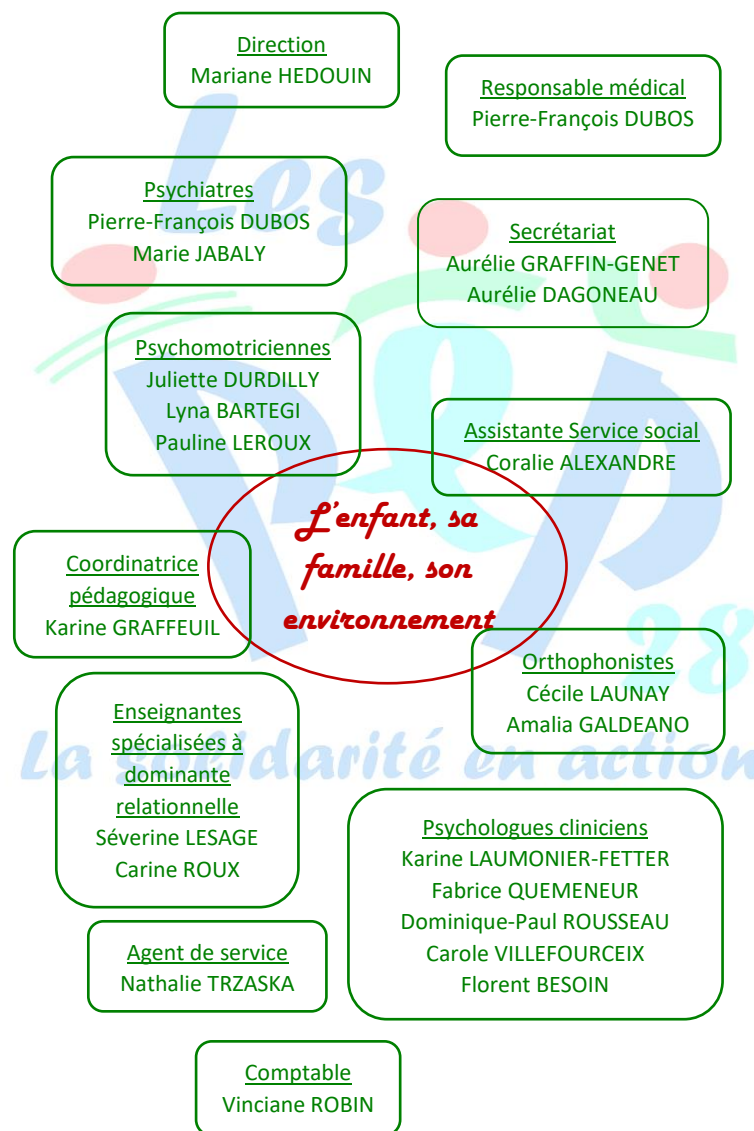 Direction
Mariane HEDOUIN
Responsable médical
Pierre-François DUBOS
Les
Psychiatres
Pierre-François DUBOS
Marie JABALY
Secrétariat
Aurélie GRAFFIN-GENET
Aurélie DAGONEAU
Psychomotriciennes
Juliette DURDILLY
Lyna BARTEGI
Pauline LEROUX
Assistante Service social
Coralie ALEXANDRE
PEP
L'enfant, sa
famille, son
environnement
Coordinatrice
pédagogique
Karine GRAFFEUIL
28
Orthophonistes
Cécile LAUNAY
Amalia GALDEANO
Enseignantes
spécialisées à
dominante
relationnelle
Séverine LESAGE
Carine ROUX
La solidarité en action
Psychologues cliniciens
Karine LAUMONIER-FETTER
Fabrice QUEMENEUR
Dominique-Paul ROUSSEAU
Carole VILLEFOURCEIX
Florent BESOIN
Agent de service
Nathalie TRZASKA
Comptable
Vinciane ROBIN